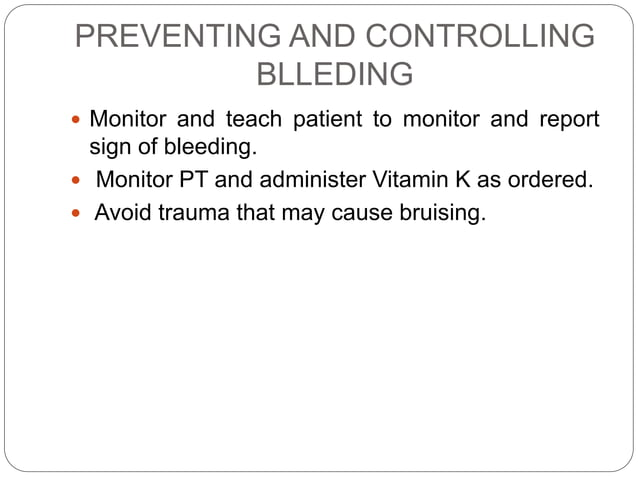 PREVENTING AND CONTROLLING
BLLEDING
• Monitor and teach patient to monitor and report
sign of bleeding.
• Monitor PT and administer Vitamin K as ordered.
• Avoid trauma that may cause bruising.